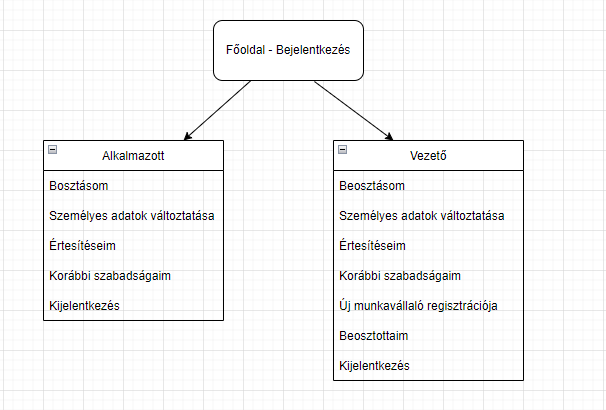 Főoldal - Bejelentkezés
Alkalmazott
Bosztásom
Személyes adatok változtatása
Értesítéseim
Korábbi szabadságaim
Kijelentkezés
Vezető
Beosztásom
Személyes adatok változtatása
Értesítéseim
Korábbi szabadságaim
Új munkavállaló regisztrációja
Beosztottaim
Kijelentkezés